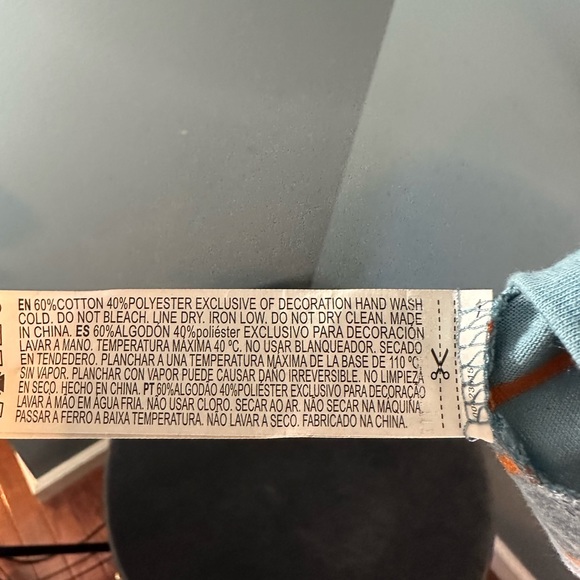 EN 60%COTTON 40%POLYESTER EXCLUSIVE OF DECORATION HAND WASH
COLD. DO NOT BLEACH. LINE DRY. IRON LOW. DO NOT DRY CLEAN. MADE
IN CHINA. ES 60%ALGODÓN 40%poliéster EXCLUSIVO PARA DECORACIÓN
LAVAR A MANO. TEMPERATURA MÁXIMA 40 ºC. NO USAR BLANQUEADOR. SECADO
EN TENDEDERO. PLANCHAR A UNA TEMPERATURA MÁXIMA DE LA BASE DE 110 °C,
SIN VAPOR. PLANCHAR CON VAPOR PUEDE CAUSAR DAÑO IRREVERSIBLE. NO LIMPIEZA
EN SECO. HECHO EN CHINA. PT 60%ALGODÃO 40%POLIÉSTER EXCLUSIVO PARA DECORAÇÃO
LAVAR À MÃO EM ÁGUA FRIA. NÃO USAR CLORO. SECAR AO AR. NÃO SECAR NA MÁQUINA.
PASSAR A FERRO A BAIXA TEMPERATURA. NÃO LAVAR A SECO. FABRICADO NA CHINA.